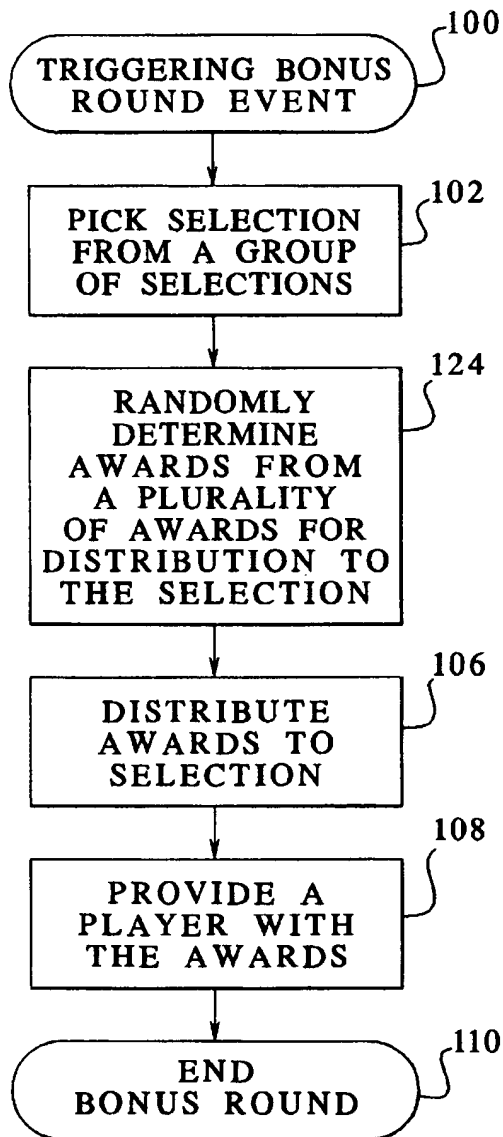 100
TRIGGERING BONUS
ROUND EVENT
102
PICK SELECTION
FROM A GROUP
OF SELECTIONS
124
RANDOMLY
DETERMINE
AWARDS FROM
A PLURALITY
OF AWARDS FOR
DISTRIBUTION TO
THE SELECTION
106
DISTRIBUTE
AWARDS TO
SELECTION
108
PROVIDE A
PLAYER WITH
THE AWARDS
110
END
BONUS ROUND